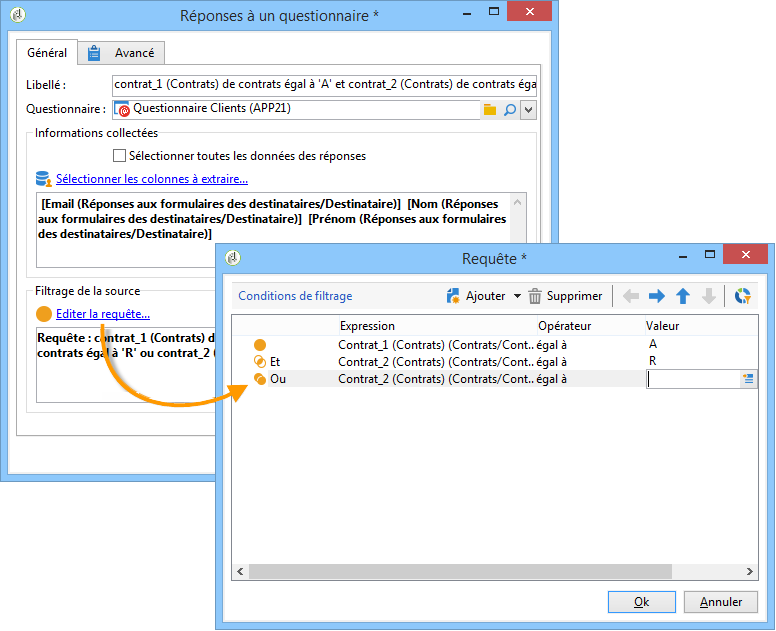 Réponses à un questionnaire *
Général
Avancé
Libellé :
contrat_1 (Contrats) de contrats égal à 'A' et contrat_2 (Contrats) de contrats éga
Questionnaire :
Questionnaire Clients (APP21)
Informations collectées
Sélectionner toutes les données des réponses
Sélectionner les colonnes à extraire...
[Email (Réponses aux formulaires des destinataires/Destinataire)] [Nom (Réponses
aux formulaires des destinataires/Destinataire)] [Prénom (Réponses aux formulaires
des destinataires/Destinataire)]
Filtrage de la source
Editer la requête...
Requête : contrat_1 (Contrats) d
contrats égal à 'R' ou contrat_2 (
Requête *
Conditions de filtrage
Ajouter
Supprimer
Expression Opérateur Valeur
Contrat_1 (Contrats) (Contrats/Cont.. égal à A
Et Contrat_2 (Contrats) (Contrats/Cont.. égal à R
Ou Contrat_2 (Contrats) (Contrats/Cont.. égal à
Ok
Annuler